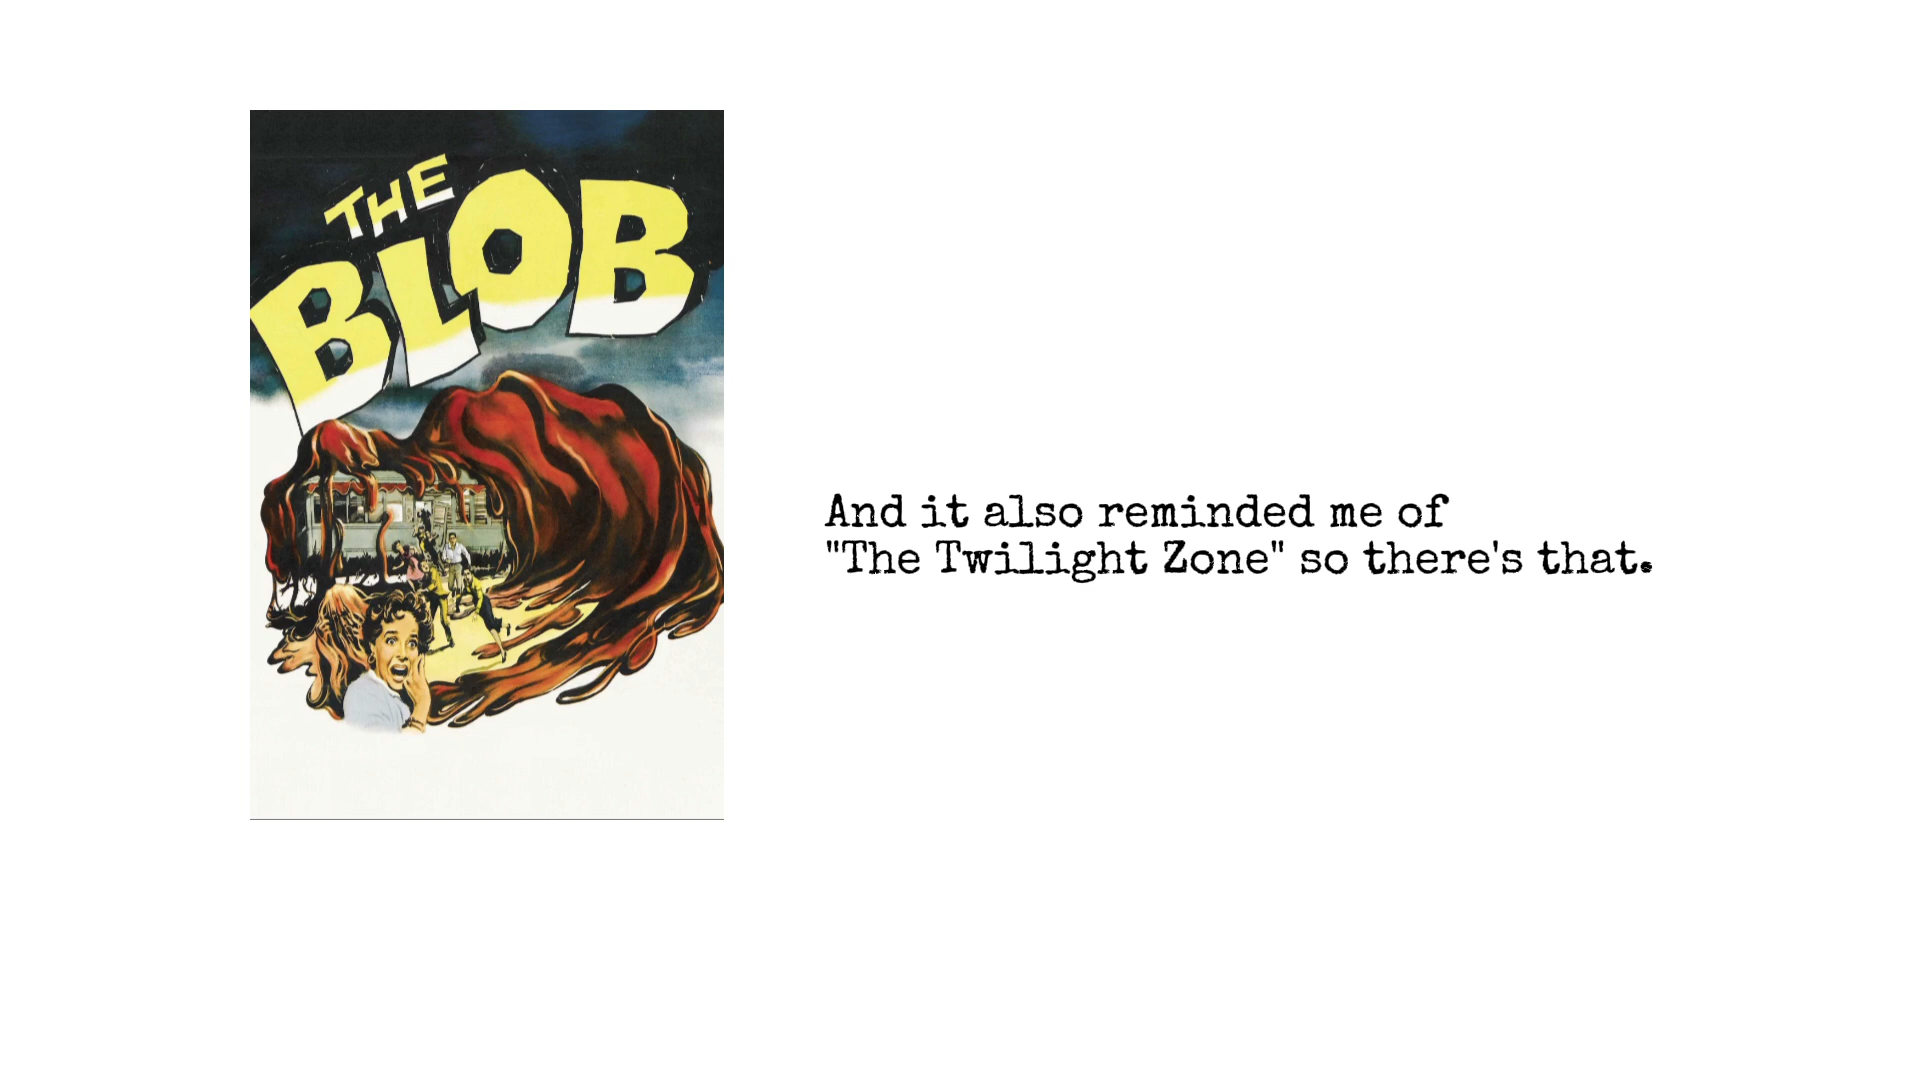 THE
BLOB
And it also reminded me of
"The Twilight Zone" so there's that.